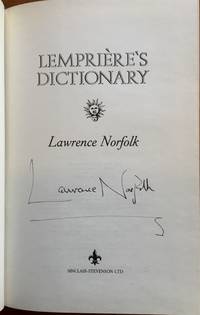 LEMPRIÈRE'S
DICTIONARY
Lawrence Norfolk
Lawrence Norfolk
SINCLAIR-STEVENSON LTD